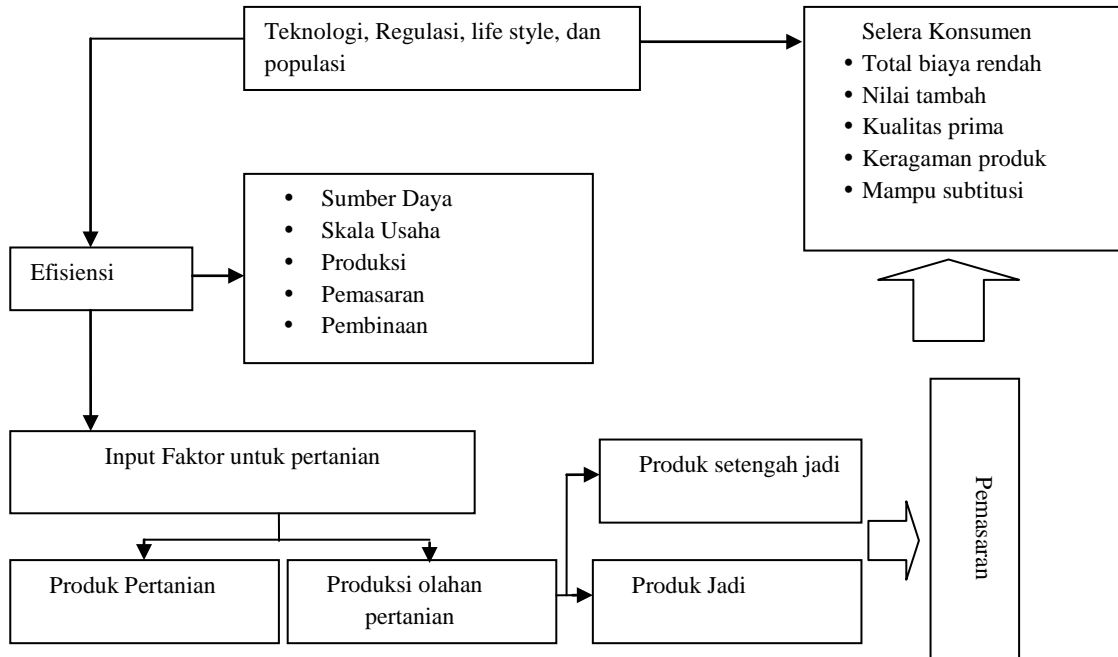 Teknologi, Regulasi, life style, dan
populasi
Selera Konsumen
• Total biaya rendah
• Nilai tambah
• Kualitas prima
• Keragaman produk
• Mampu subtitusi
• Sumber Daya
• Skala Usaha
• Produksi
• Pemasaran
• Pembinaan
Efisiensi
Input Faktor untuk pertanian
Produk setengah jadi
Pemasaran
Produk Pertanian
Produksi olahan
pertanian
Produk Jadi